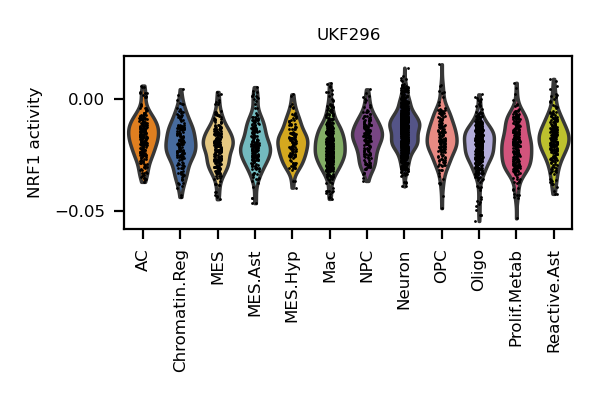 UKF296
NRF1 activity
0.00
−0.05
AC
Chromatin.Reg
MES
MES.Ast
MES.Hyp
Mac
NPC
Neuron
OPC
Oligo
Prolif.Metab
Reactive.Ast